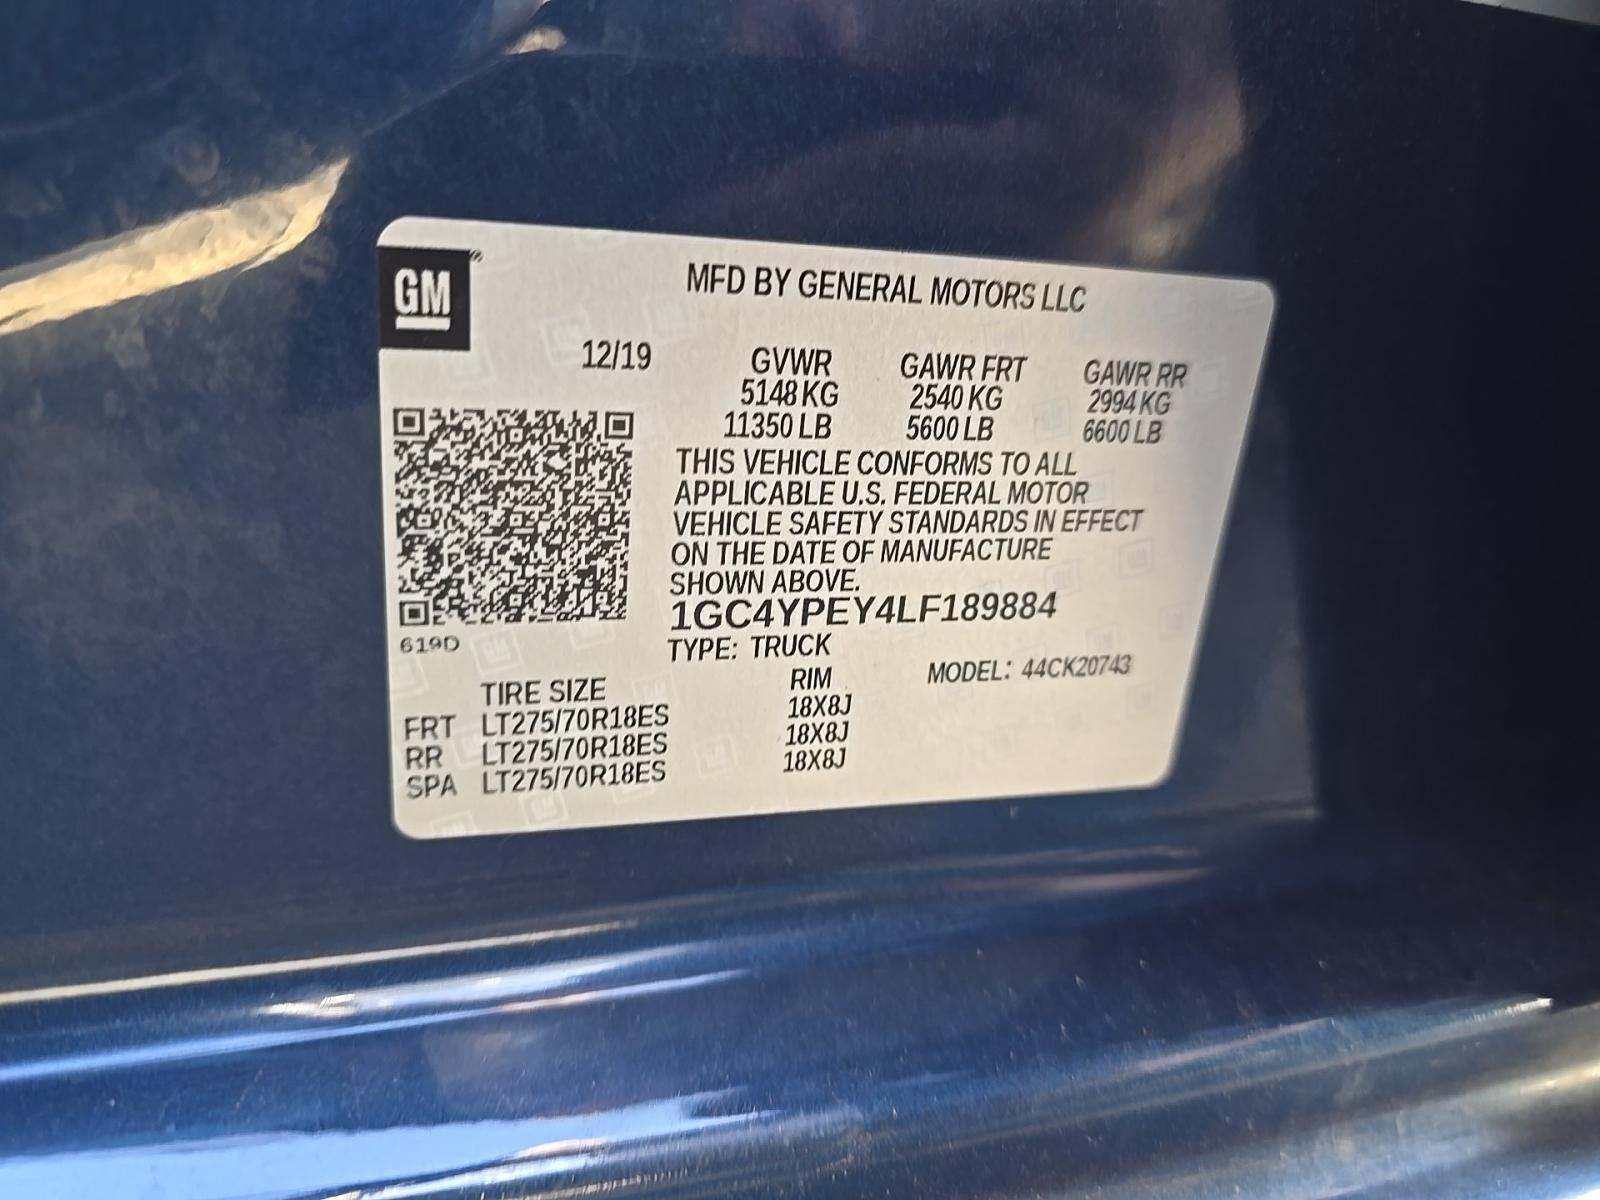 GM
MFD BY GENERAL MOTORS LLC
12/19 GVWR GAWR FRT GAWR RR
5148 KG 2540 KG 2994 KG
11350 LB 5600 LB 6600 LB
THIS VEHICLE CONFORMS TO ALL
APPLICABLE U.S. FEDERAL MOTOR
VEHICLE SAFETY STANDARDS IN EFFECT
ON THE DATE OF MANUFACTURE
SHOWN ABOVE.
1GC4YPEY4LF189884
619D
TYPE: TRUCK
MODEL: 44CK20743
TIRE SIZE RIM
FRT LT275/70R18ES 18X8J
RR LT275/70R18ES 18X8J
SPA LT275/70R18ES 18X8J